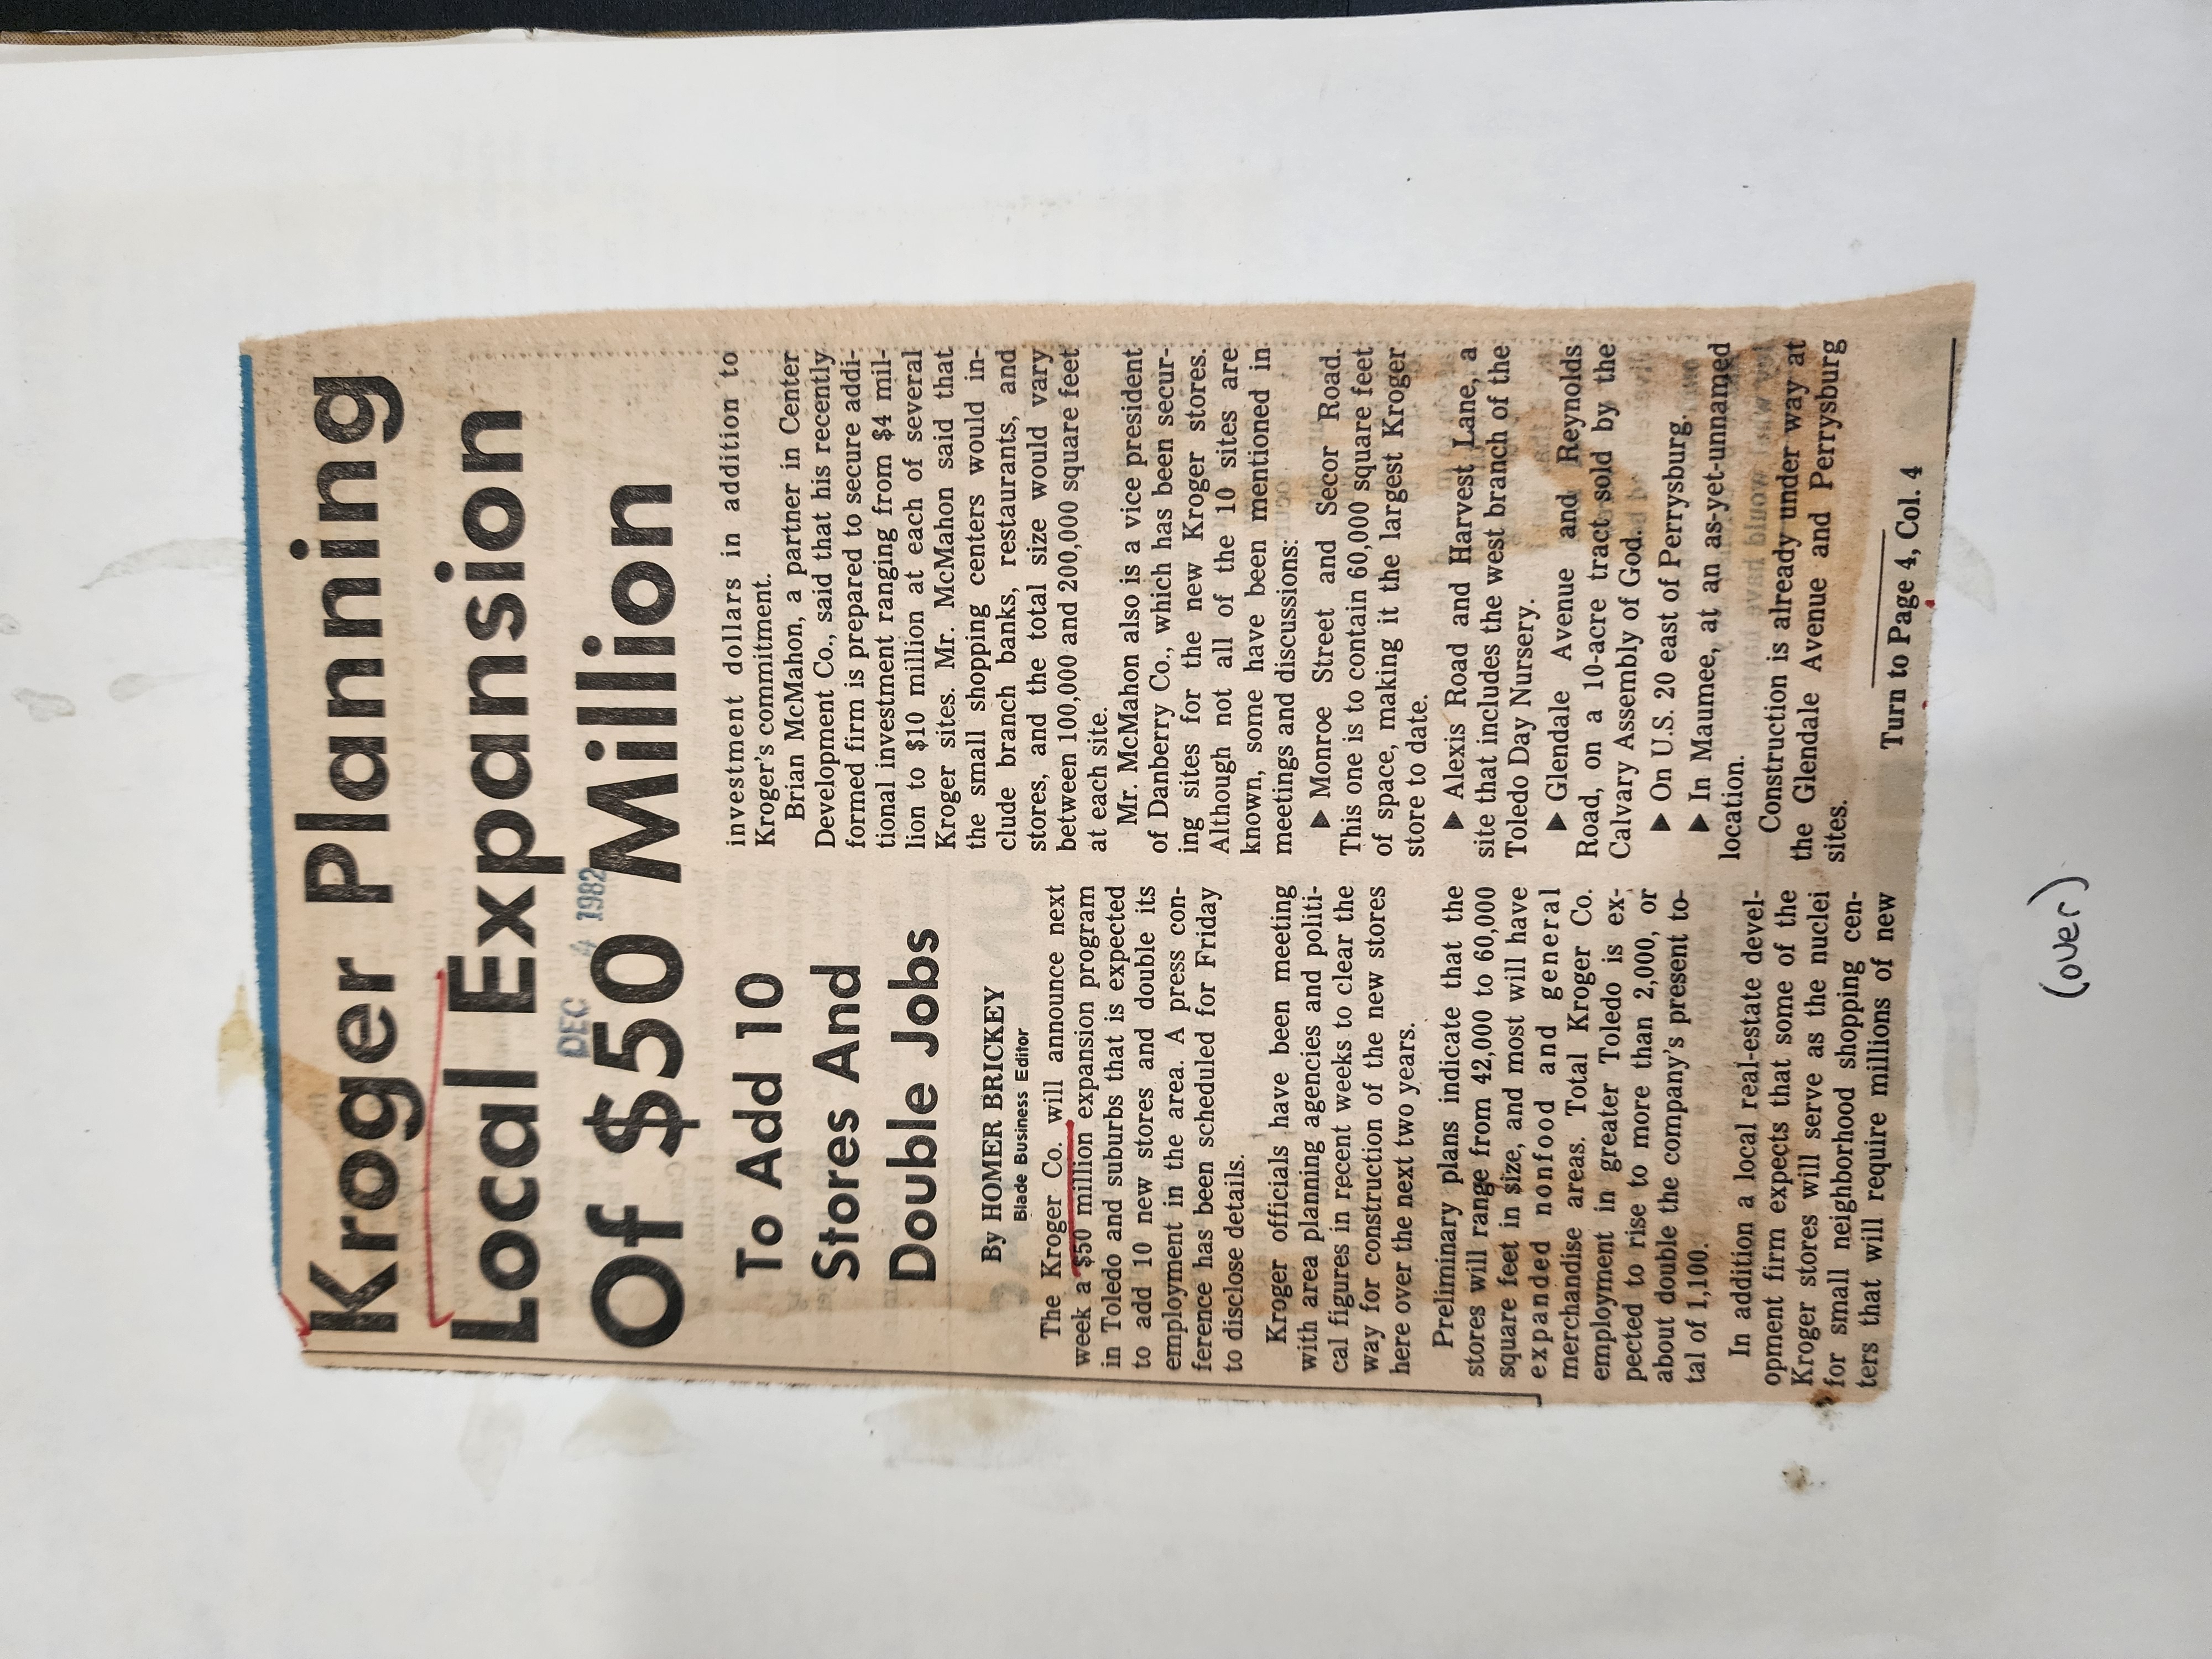 Kroger Planning
Local Expansion
Of $50 Million
DEC 4 1982
To Add 10
Stores And
Double Jobs
By HOMER BRICKEY
Blade Business Editor
The Kroger Co. will announce next
week a $50 million expansion program
in Toledo and suburbs that is expected
to add 10 new stores and double its
employment in the area. A press con-
ference has been scheduled for Friday
to disclose details.
Kroger officials have been meeting
with area planning agencies and politi-
cal figures in recent weeks to clear the
way for construction of the new stores
here over the next two years.
Preliminary plans indicate that the
stores will range from 42,000 to 60,000
square feet in size, and most will have
expanded nonfood and general
merchandise areas. Total Kroger Co.
employment in greater Toledo is ex-
pected to rise to more than 2,000, or
about double the company's present to-
tal of 1,100.
In addition a local real-estate devel-
opment firm expects that some of the
Kroger stores will serve as the nuclei
for small neighborhood shopping cen-
ters that will require millions of new
investment dollars in addition to
Kroger's commitment.
Brian McMahon, a partner in Center
Development Co., said that his recently
formed firm is prepared to secure addi-
tional investment ranging from $4 mil-
lion to $10 million at each of several
Kroger sites. Mr. McMahon said that
the small shopping centers would in-
clude branch banks, restaurants, and
stores, and the total size would vary
between 100,000 and 200,000 square feet
at each site.
Mr. McMahon also is a vice president
of Danberry Co., which has been secur-
ing sites for the new Kroger stores.
Although not all of the 10 sites are
known, some have been mentioned in
meetings and discussions:
▶ Monroe Street and Secor Road.
This one is to contain 60,000 square feet
of space, making it the largest Kroger
store to date.
▶ Alexis Road and Harvest Lane, a
site that includes the west branch of the
Toledo Day Nursery.
▶ Glendale Avenue and Reynolds
Road, on a 10-acre tract sold by the
Calvary Assembly of God.
▶ On U.S. 20 east of Perrysburg.
▶ In Maumee, at an as-yet-unnamed
location.
Construction is already under way at
the Glendale Avenue and Perrysburg
sites.
Turn to Page 4, Col. 4
(over)